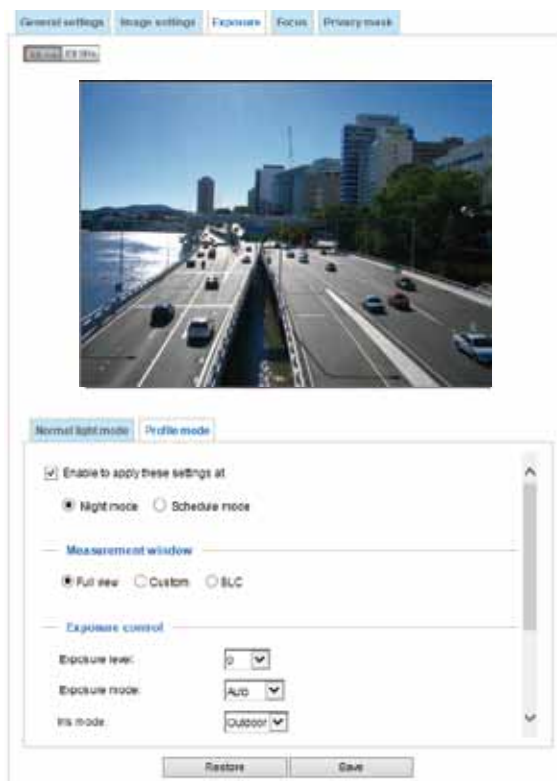 General settings Image settings Exposure Focus Privacy mask
Normal light mode Profile mode
Enable to apply these settings at
Night mode Schedule mode
Measurement window
Full view Custom BLC
Exposure control
Exposure level: 0
Exposure mode: Auto
Iris mode: Outdoor
Restore Save